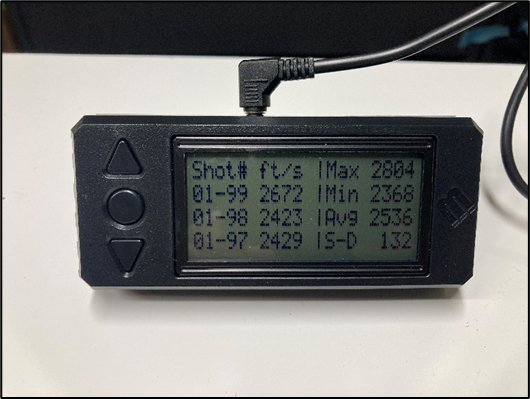 Shot# ft/s |Max 2804
01-99 2672 |Min 2368
01-98 2423 |Avg 2536
01-97 2429 |S-D 132
m